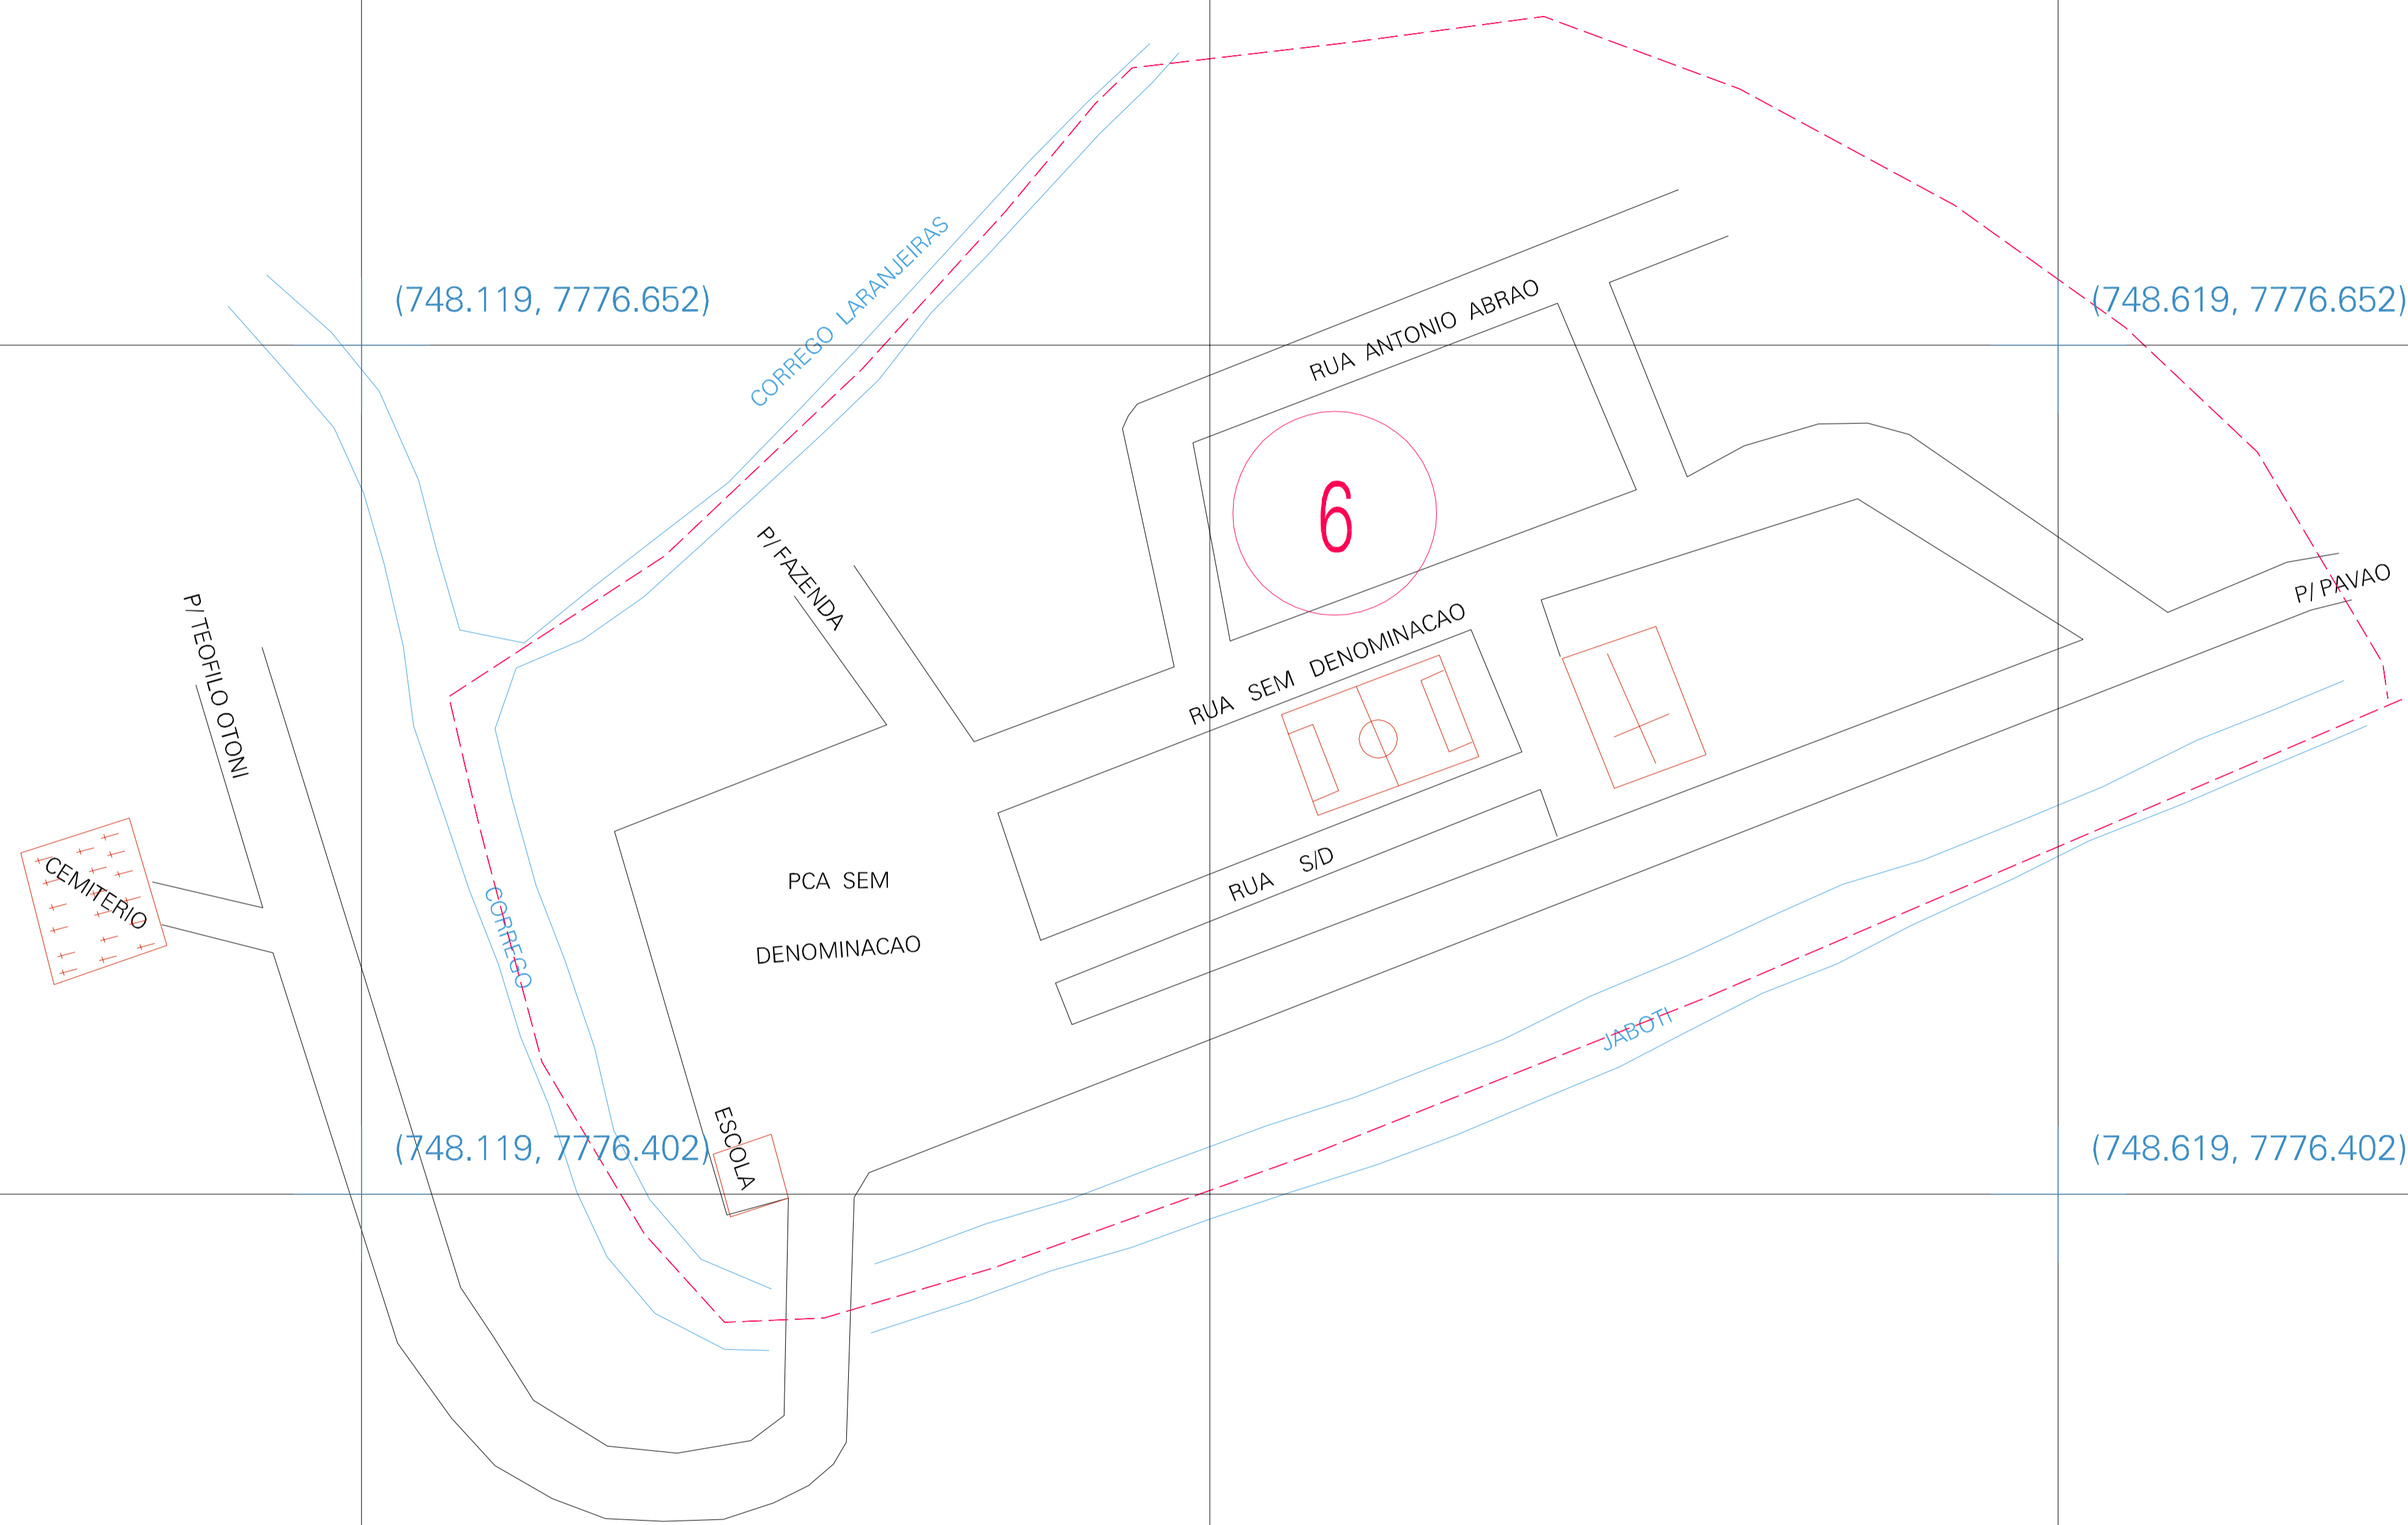 CORREGO LARANJEIRAS
(748.119, 7776.652)
(748.619, 7776.652)
RUA ANTONIO ABRAO
6
P/ FAZENDA
P/ PAVAO
P/ TEOFILO OTONI
RUA SEM DENOMINACAO
CEMITERIO
RUA S/D
PCA SEM
DENOMINACAO
CORREGO
JABOTI
ESCOLA
(748.119, 7776.402)
(748.619, 7776.402)